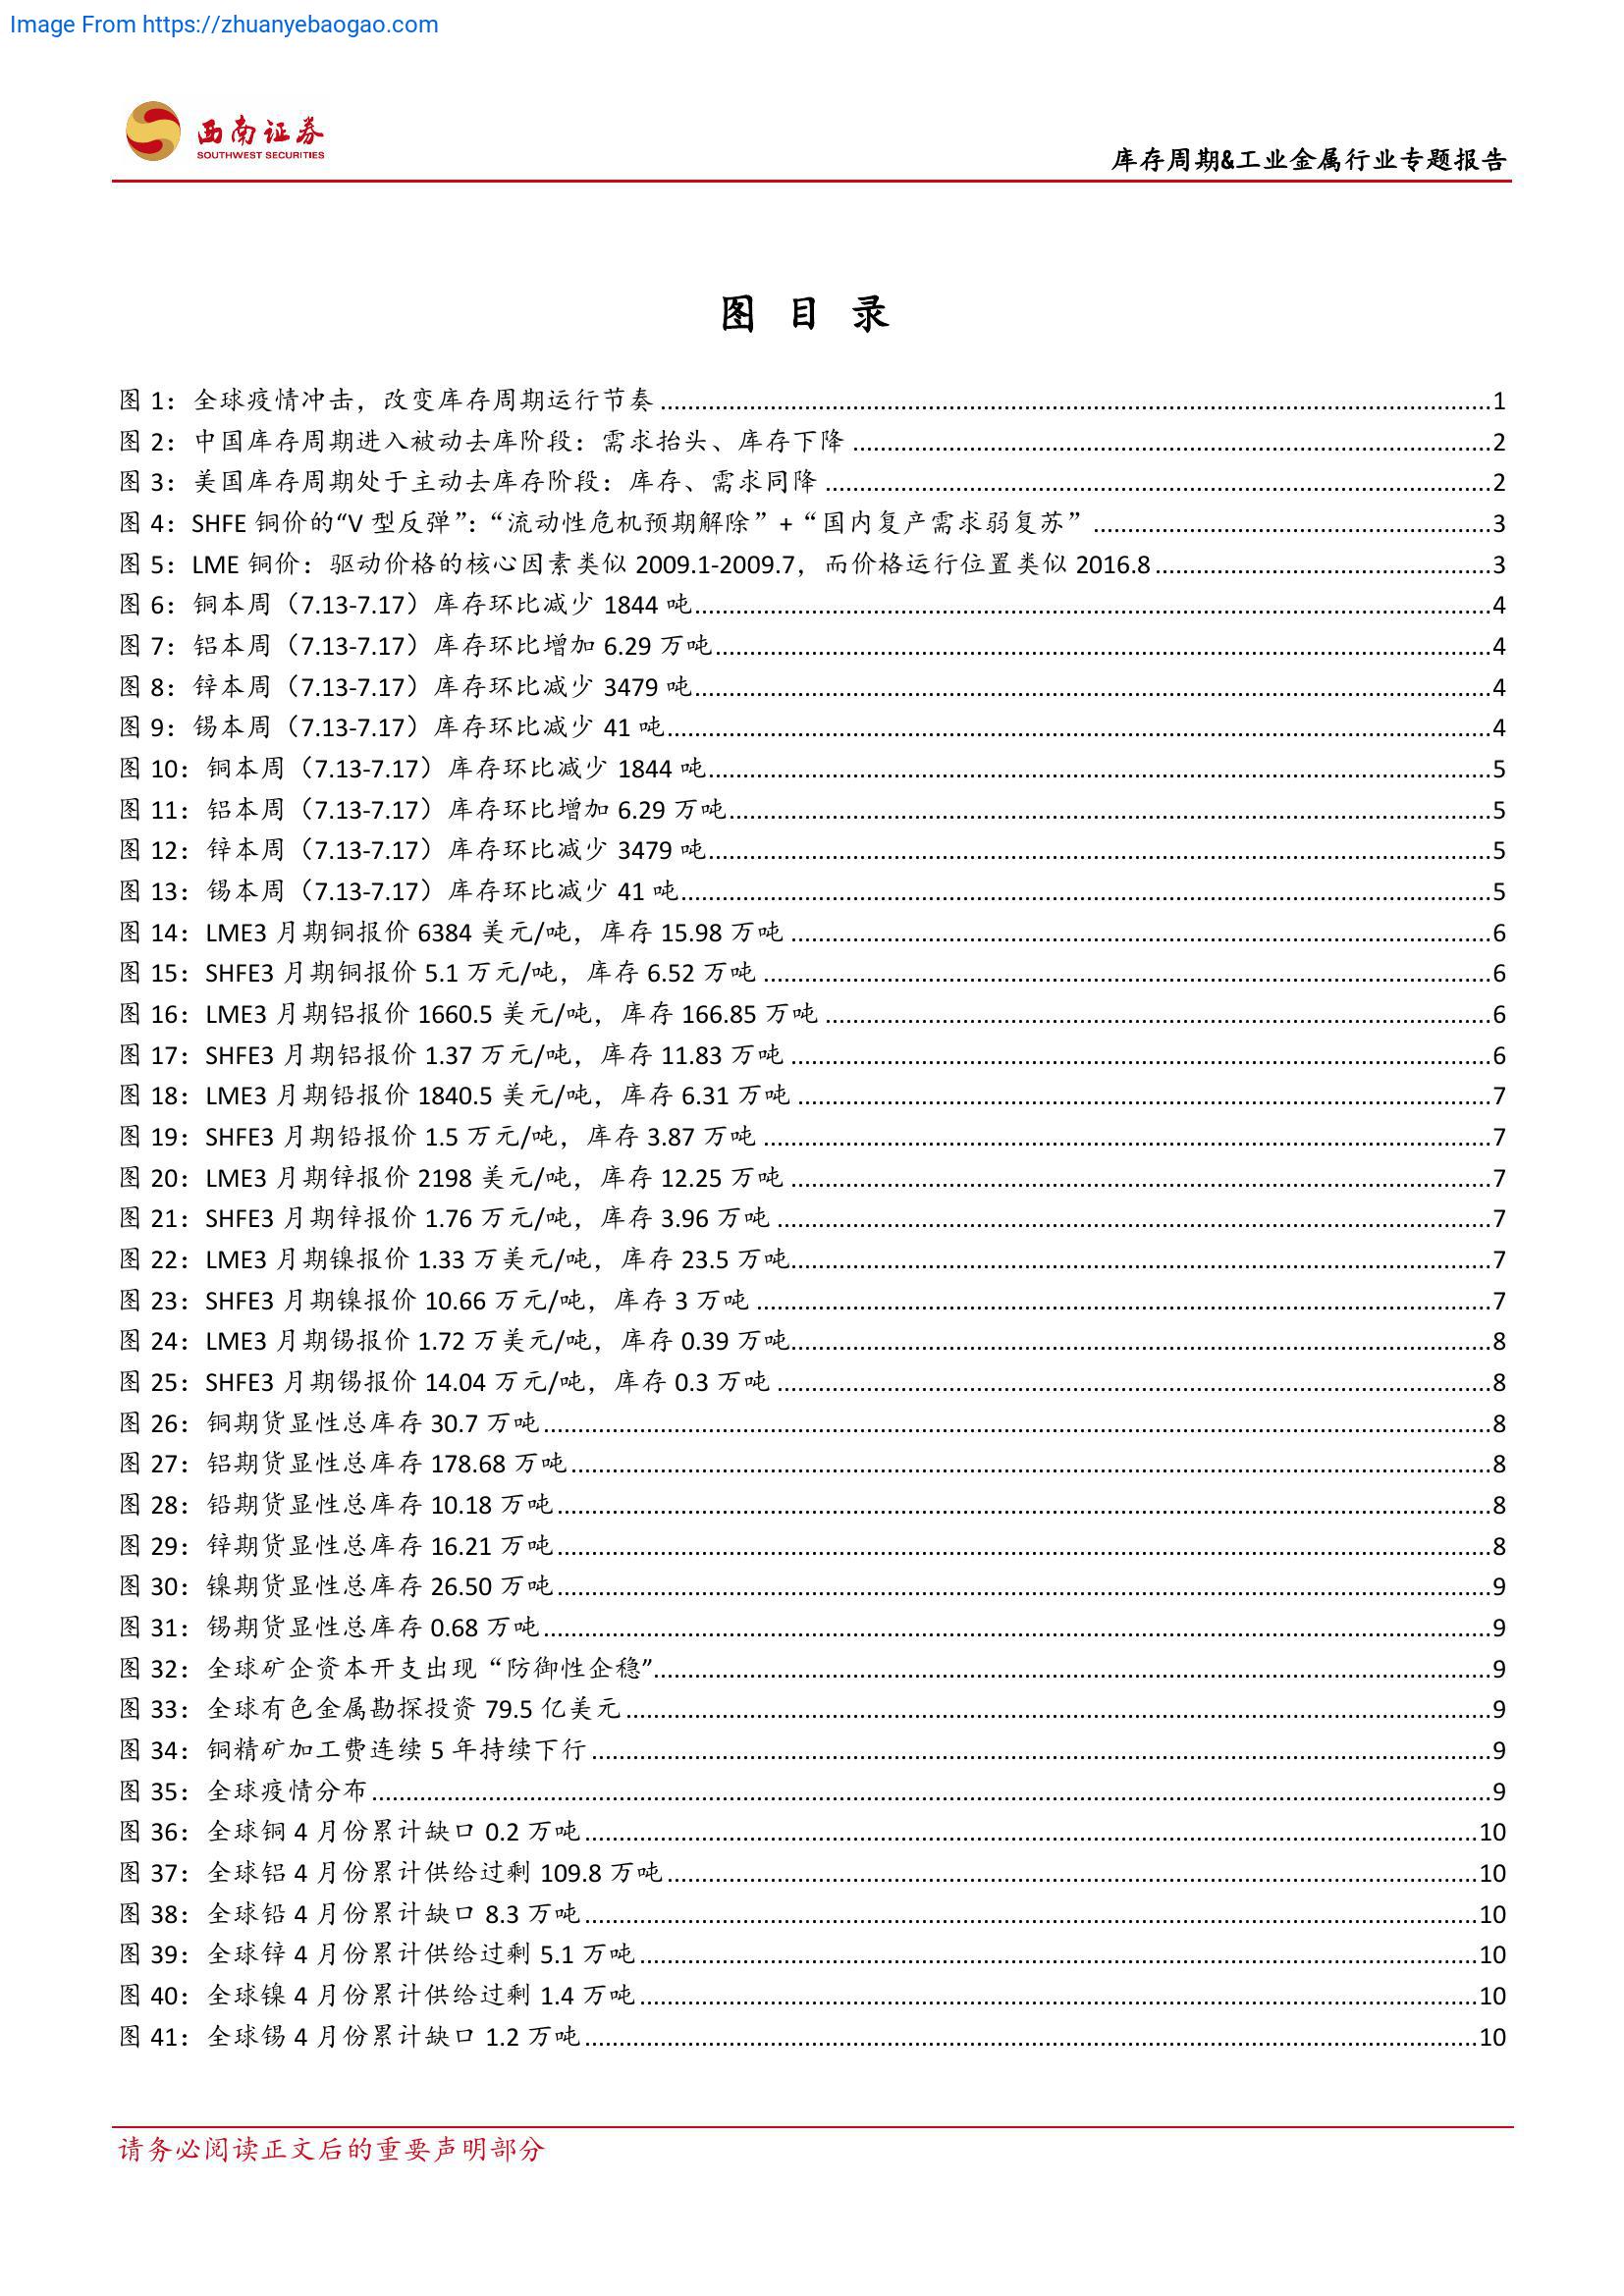 Image From https://zhuanyebaogao.com
西南证券
SOUTHWEST SECURITIES
库存周期&工业金属行业专题报告
图 目 录
图 1：全球疫情冲击，改变库存周期运行节奏 1
图 2：中国库存周期进入被动去库阶段：需求抬头、库存下降 2
图 3：美国库存周期处于主动去库存阶段：库存、需求同降 2
图 4：SHFE 铜价的“V 型反弹”：“流动性危机预期解除” + “国内复产需求弱复苏” 3
图 5：LME 铜价：驱动价格的核心因素类似 2009.1-2009.7，而价格运行位置类似 2016.8 3
图 6：铜本周（7.13-7.17）库存环比减少 1844 吨 4
图 7：铝本周（7.13-7.17）库存环比增加 6.29 万吨 4
图 8：锌本周（7.13-7.17）库存环比减少 3479 吨 4
图 9：锡本周（7.13-7.17）库存环比减少 41 吨 4
图 10：铜本周（7.13-7.17）库存环比减少 1844 吨 5
图 11：铝本周（7.13-7.17）库存环比增加 6.29 万吨 5
图 12：锌本周（7.13-7.17）库存环比减少 3479 吨 5
图 13：锡本周（7.13-7.17）库存环比减少 41 吨 5
图 14：LME3 月期铜报价 6384 美元/吨，库存 15.98 万吨 6
图 15：SHFE3 月期铜报价 5.1 万元/吨，库存 6.52 万吨 6
图 16：LME3 月期铝报价 1660.5 美元/吨，库存 166.85 万吨 6
图 17：SHFE3 月期铝报价 1.37 万元/吨，库存 11.83 万吨 6
图 18：LME3 月期铅报价 1840.5 美元/吨，库存 6.31 万吨 7
图 19：SHFE3 月期铅报价 1.5 万元/吨，库存 3.87 万吨 7
图 20：LME3 月期锌报价 2198 美元/吨，库存 12.25 万吨 7
图 21：SHFE3 月期锌报价 1.76 万元/吨，库存 3.96 万吨 7
图 22：LME3 月期镍报价 1.33 万美元/吨，库存 23.5 万吨 7
图 23：SHFE3 月期镍报价 10.66 万元/吨，库存 3 万吨 7
图 24：LME3 月期锡报价 1.72 万美元/吨，库存 0.39 万吨 8
图 25：SHFE3 月期锡报价 14.04 万元/吨，库存 0.3 万吨 8
图 26：铜期货显性总库存 30.7 万吨 8
图 27：铝期货显性总库存 178.68 万吨 8
图 28：铅期货显性总库存 10.18 万吨 8
图 29：锌期货显性总库存 16.21 万吨 8
图 30：镍期货显性总库存 26.50 万吨 9
图 31：锡期货显性总库存 0.68 万吨 9
图 32：全球矿企资本开支出现“防御性企稳” 9
图 33：全球有色金属勘探投资 79.5 亿美元 9
图 34：铜精矿加工费连续 5 年持续下行 9
图 35：全球疫情分布 9
图 36：全球铜 4 月份累计缺口 0.2 万吨 10
图 37：全球铝 4 月份累计供给过剩 109.8 万吨 10
图 38：全球铅 4 月份累计缺口 8.3 万吨 10
图 39：全球锌 4 月份累计供给过剩 5.1 万吨 10
图 40：全球镍 4 月份累计供给过剩 1.4 万吨 10
图 41：全球锡 4 月份累计缺口 1.2 万吨 10
请务必阅读正文后的重要声明部分